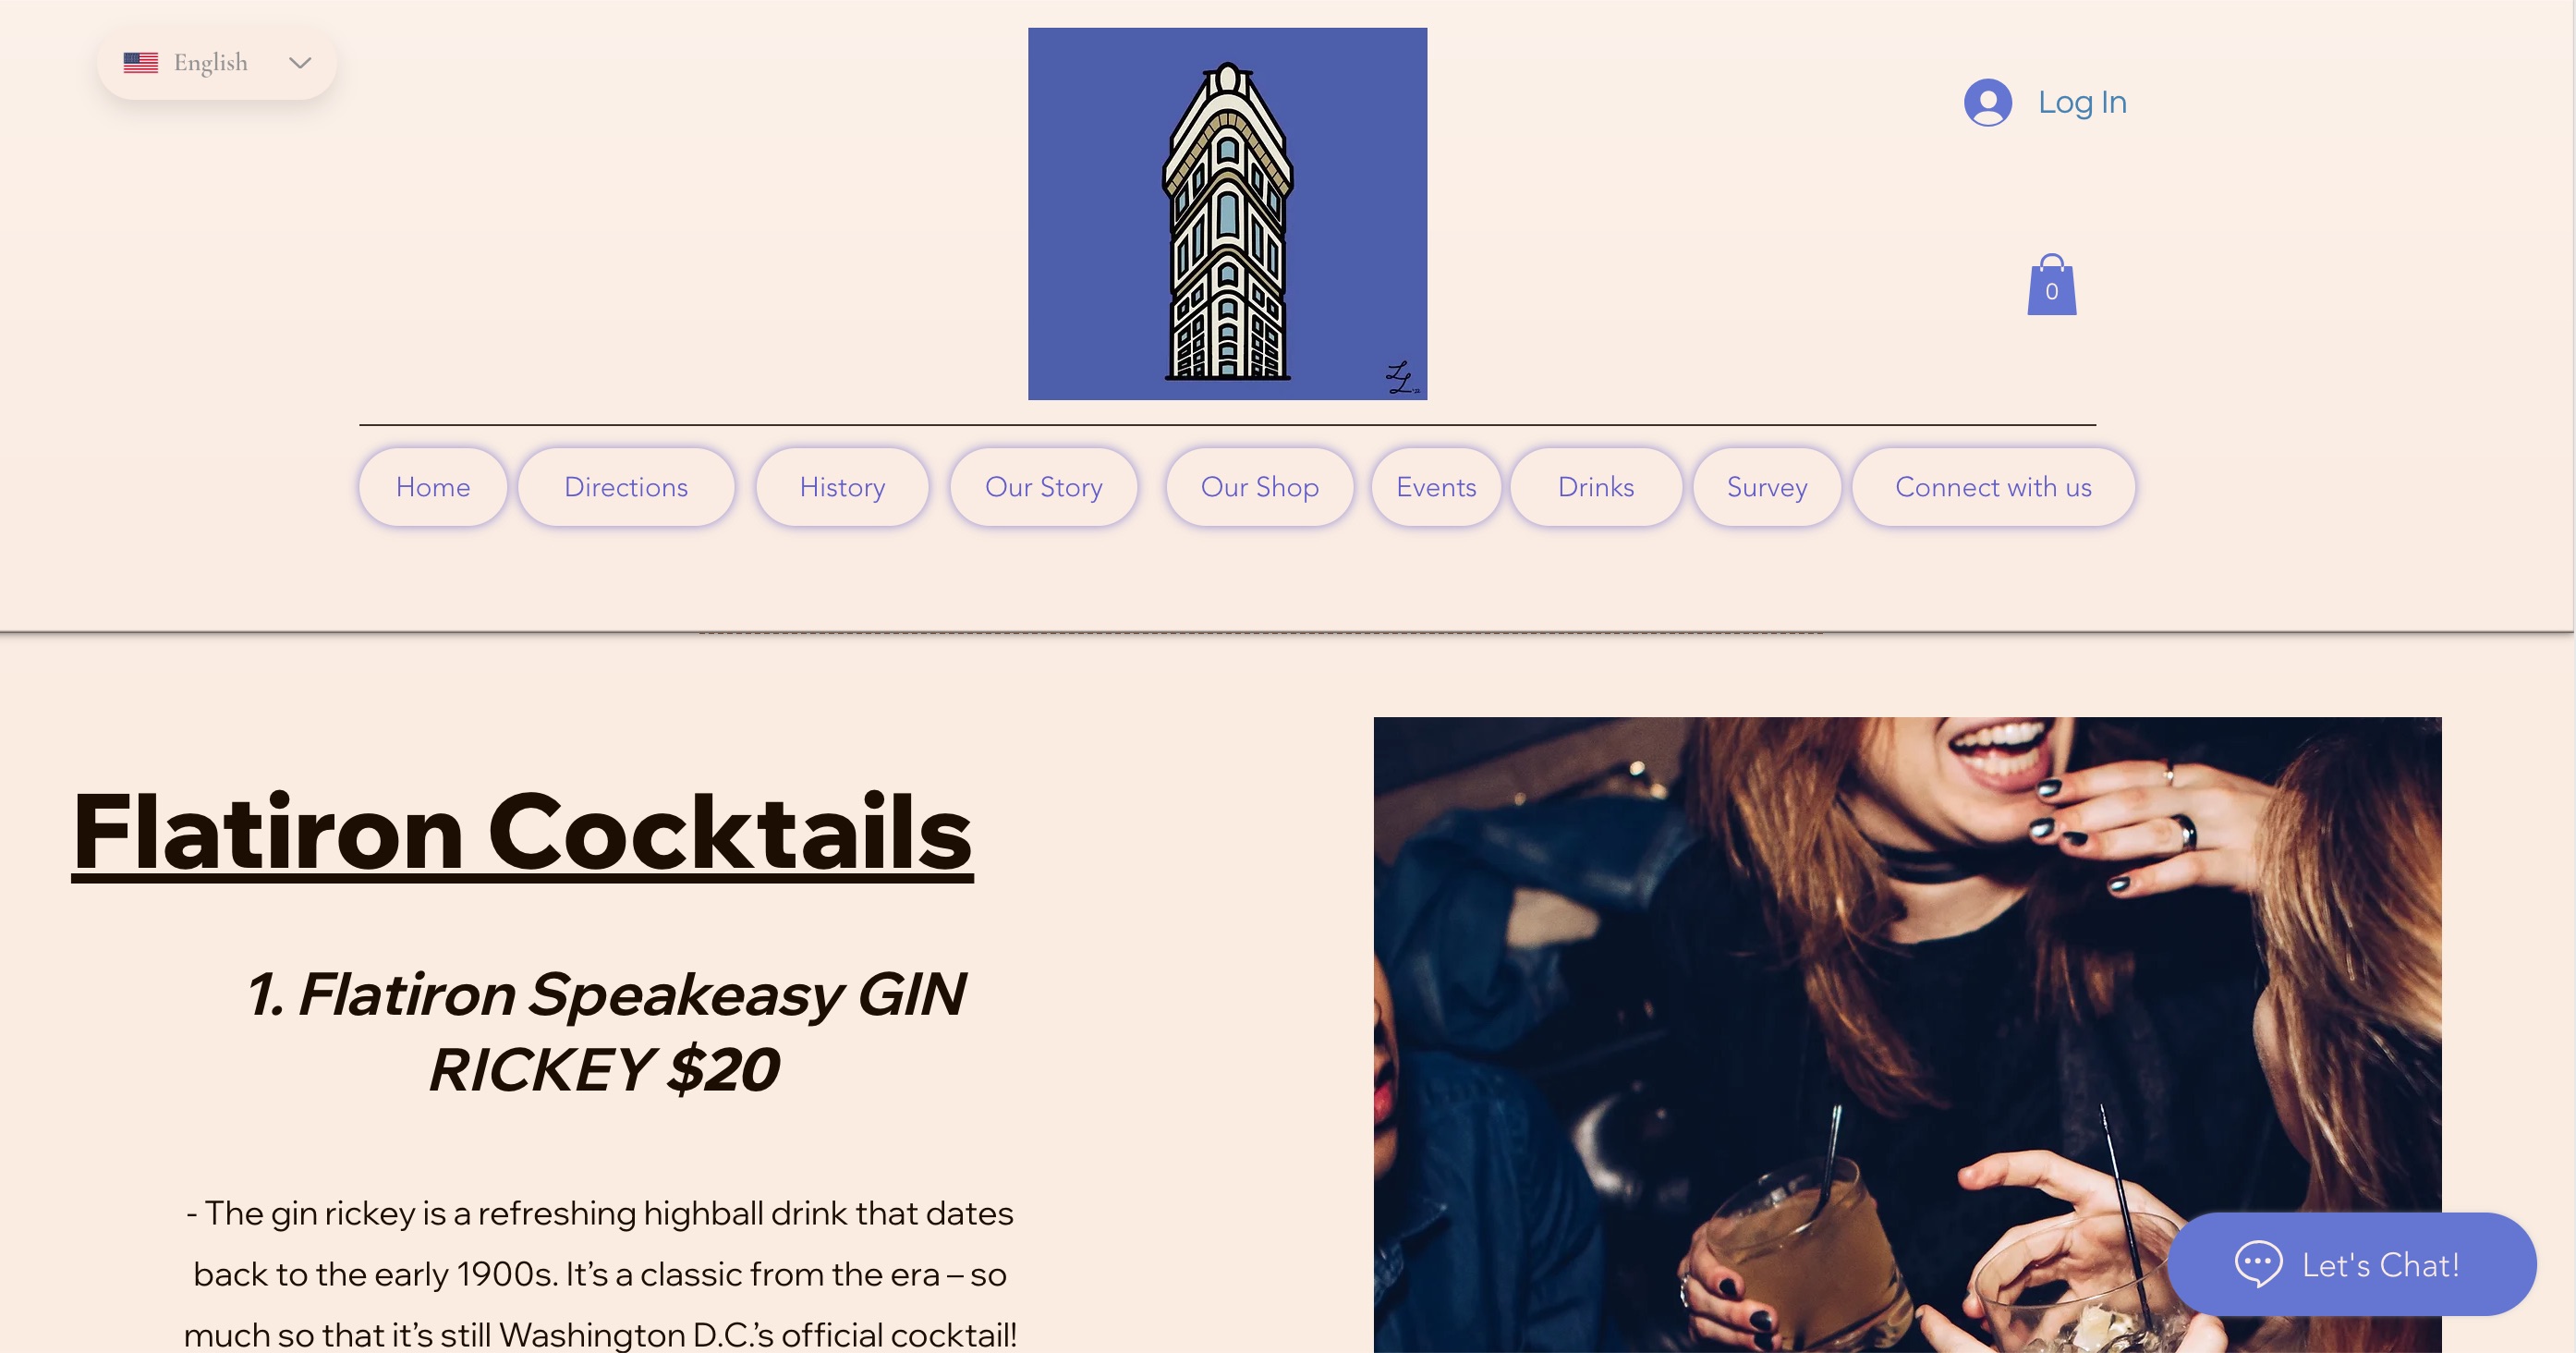 English
Log In
0
Home
Directions
History
Our Story
Our Shop
Events
Drinks
Survey
Connect with us
Flatiron Cocktails
1. Flatiron Speakeasy GIN
RICKEY $20
- The gin rickey is a refreshing highball drink that dates
back to the early 1900s. It’s a classic from the era – so
much so that it’s still Washington D.C.’s official cocktail!
Let's Chat!